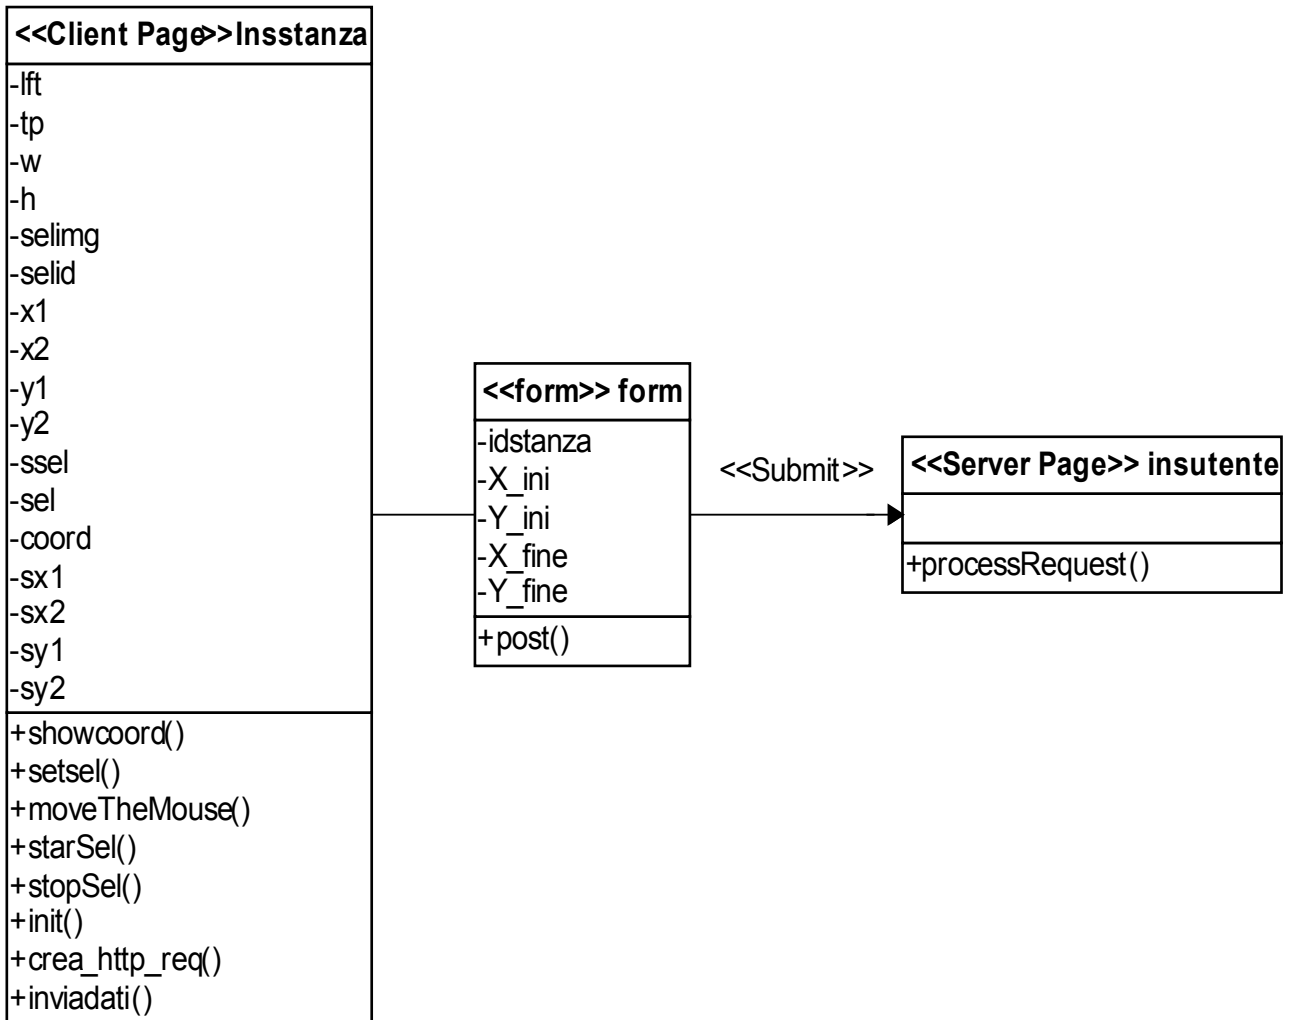 <<Client Page>>Insstanza
-lft
-tp
-w
-h
-selimg
-selid
-x1
-x2
-y1
-y2
-ssel
-sel
-coord
-sx1
-sx2
-sy1
-sy2
+showcoord()
+setsel()
+moveTheMouse()
+starSel()
+stopSel()
+init()
+crea_http_req()
+inviadati()
<<form>> form
-idstanza
-X_ini
-Y_ini
-X_fine
-Y_fine
+post()
<<Submit>>
<<Server Page>> insutente
+processRequest()